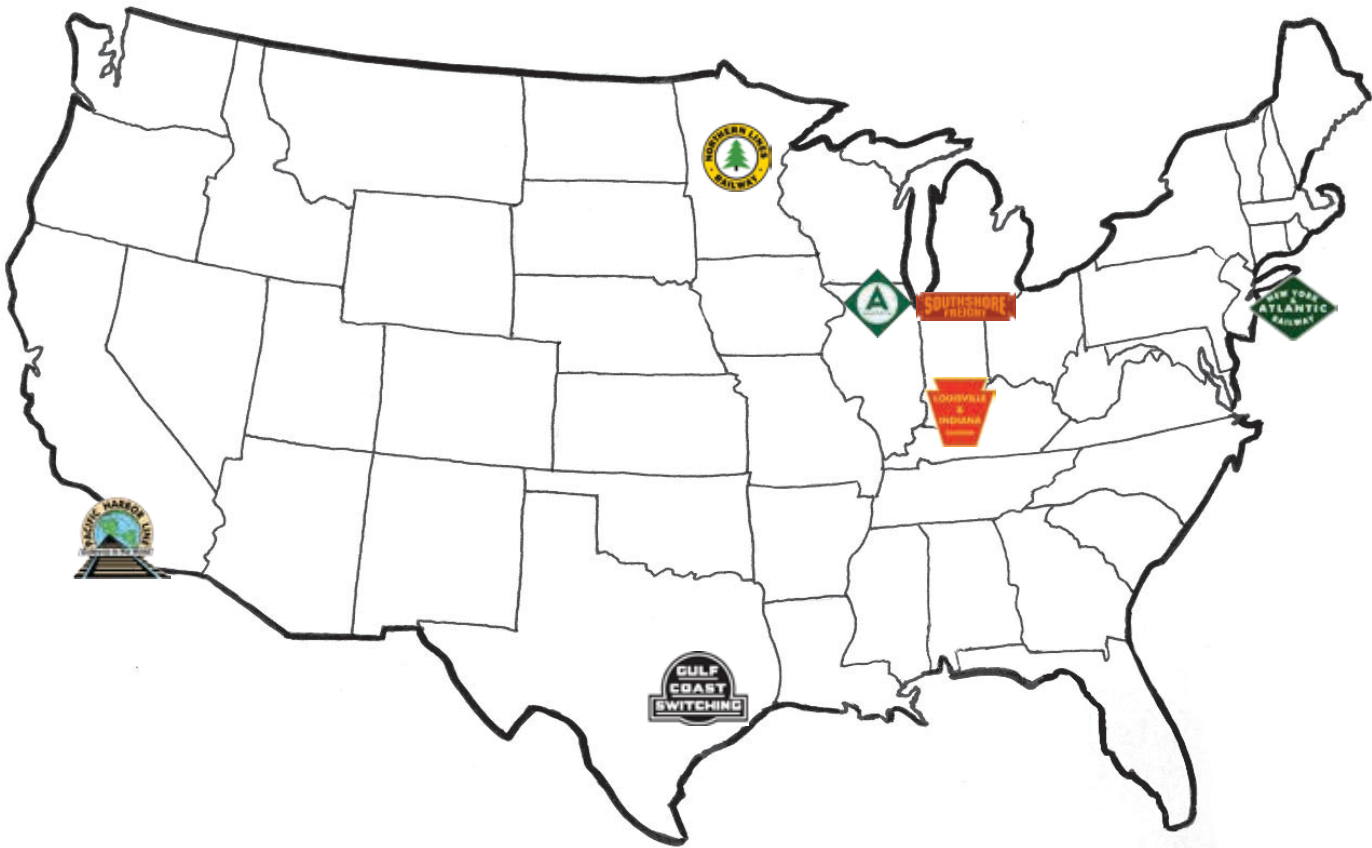 NORTHERN LINES
RAILWAY
A
SOUTHSHORE
FREIGHT
NEW YORK
&
ATLANTIC
RAILWAY
LOUISVILLE
&
INDIANA
PACIFIC HARBOR LINE
GULF
COAST
SWITCHING